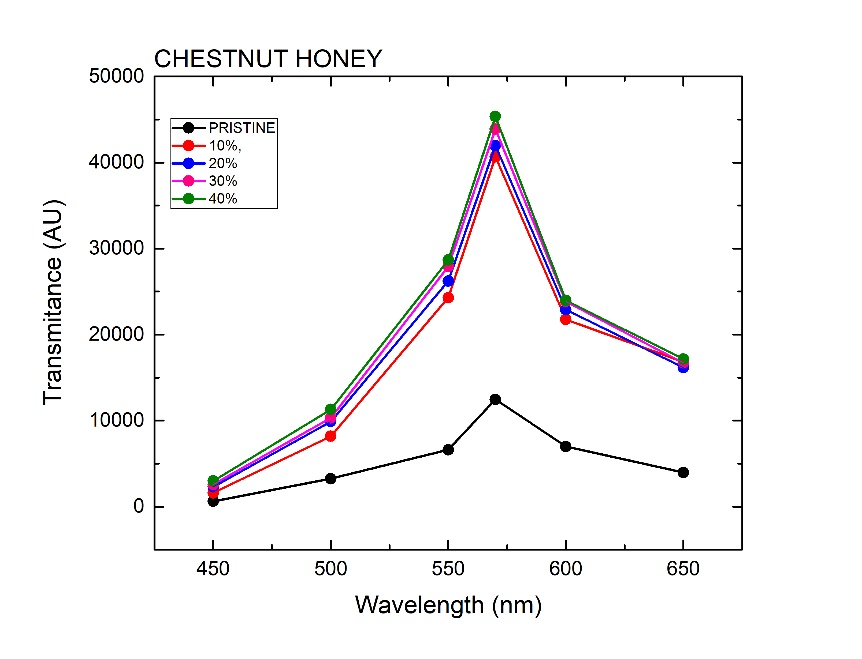 CHESTNUT HONEY
50000
40000
30000
20000
10000
0
Transmitance (AU)
PRISTINE
10%,
20%
30%
40%
450 500 550 600 650
Wavelength (nm)